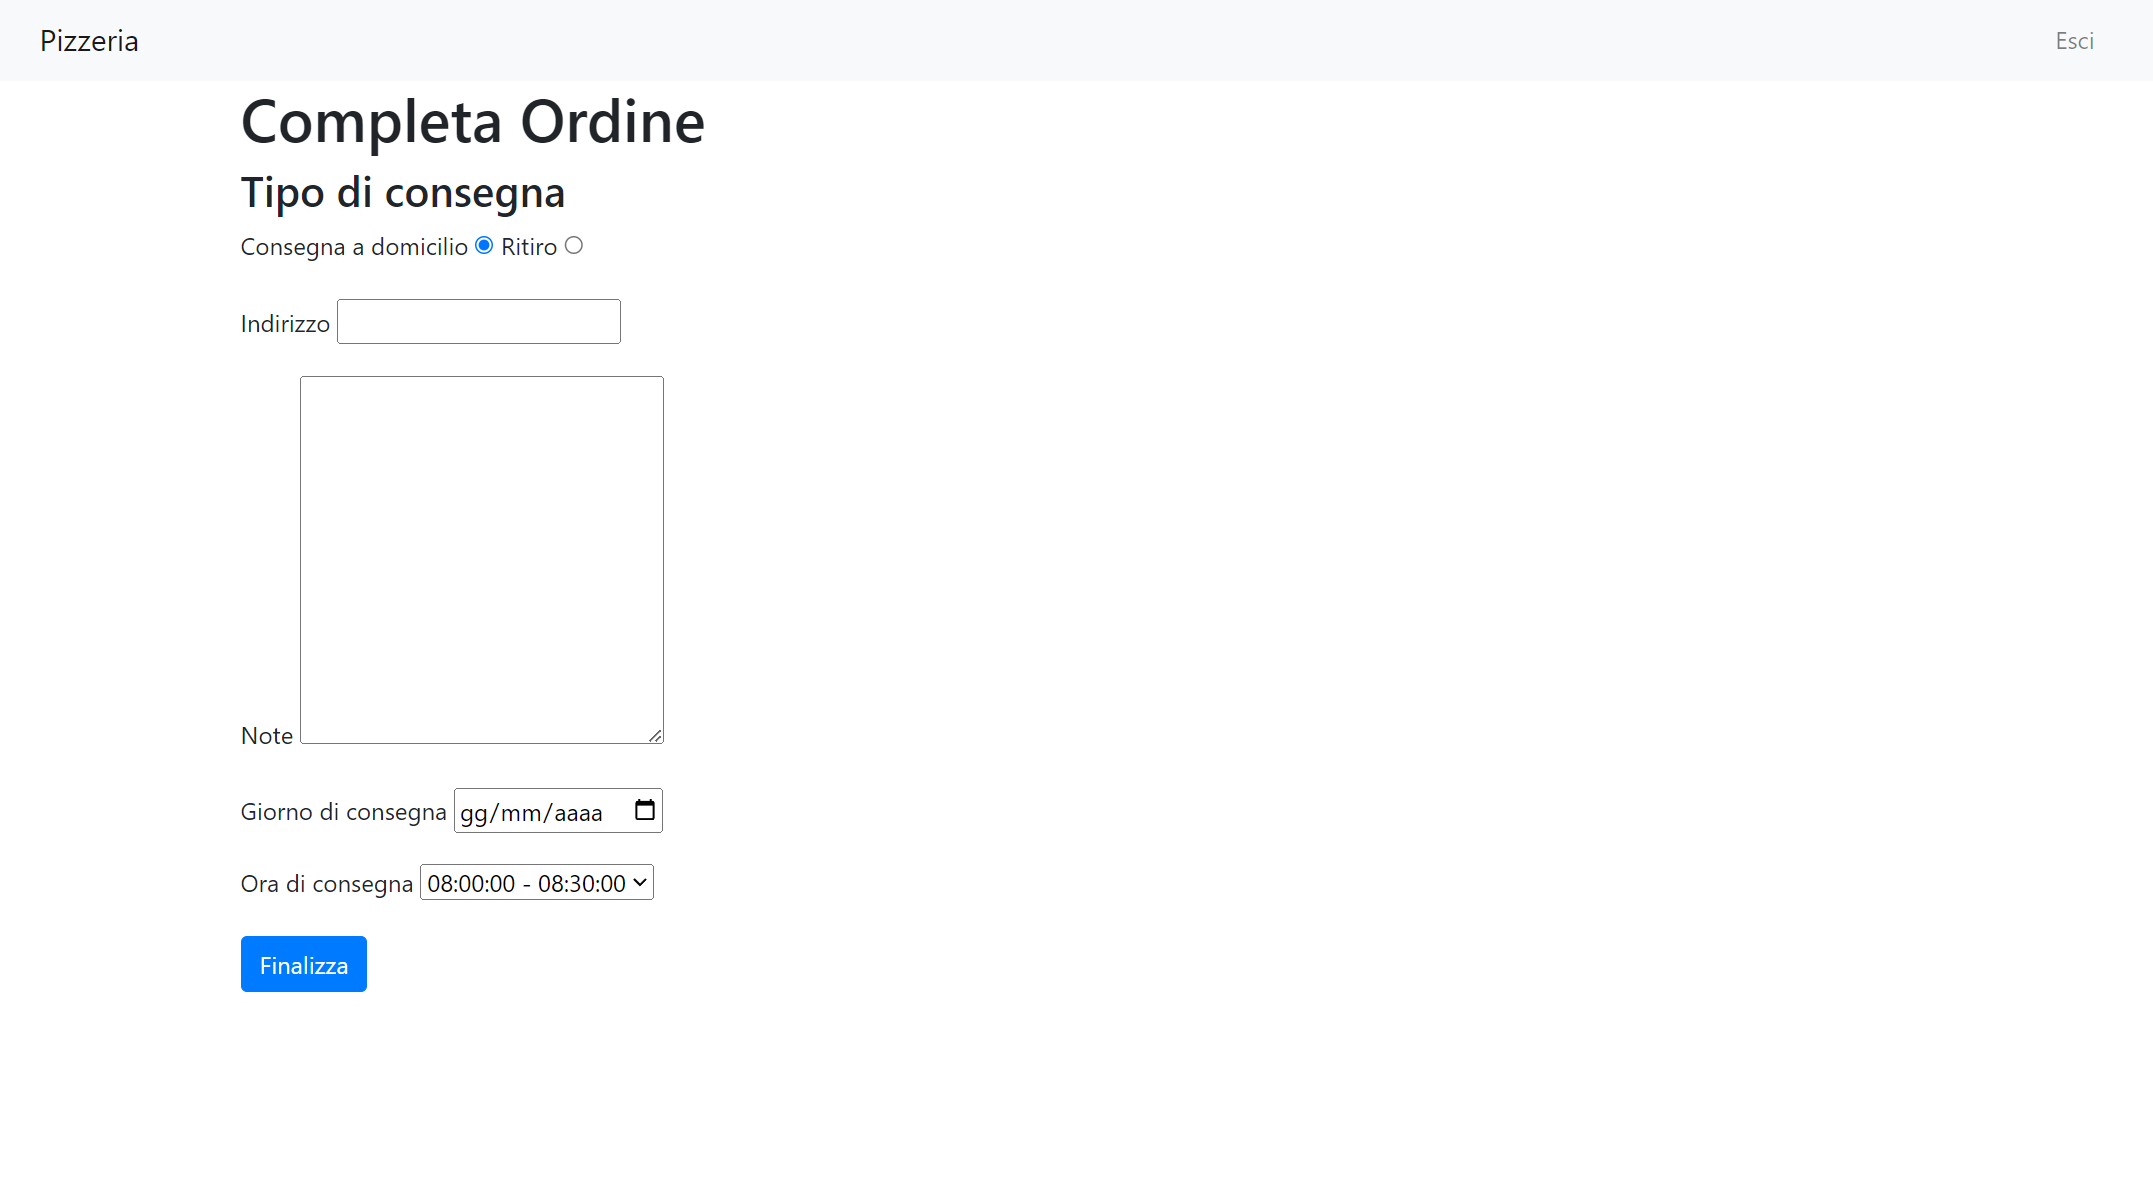 Pizzeria Esci
Completa Ordine
Tipo di consegna
Consegna a domicilio Ritiro
Indirizzo
Note
Giorno di consegna gg/mm/aaaa
Ora di consegna 08:00:00 - 08:30:00
Finalizza